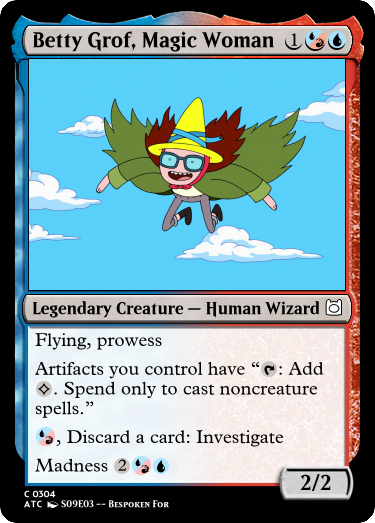 Betty Grof, Magic Woman 1
Legendary Creature — Human Wizard
Flying, prowess
Artifacts you control have “: Add
. Spend only to cast noncreature
spells.”
, Discard a card: Investigate
Madness 2
2/2
C 0304
ATC S09E03 -- Bespoken For